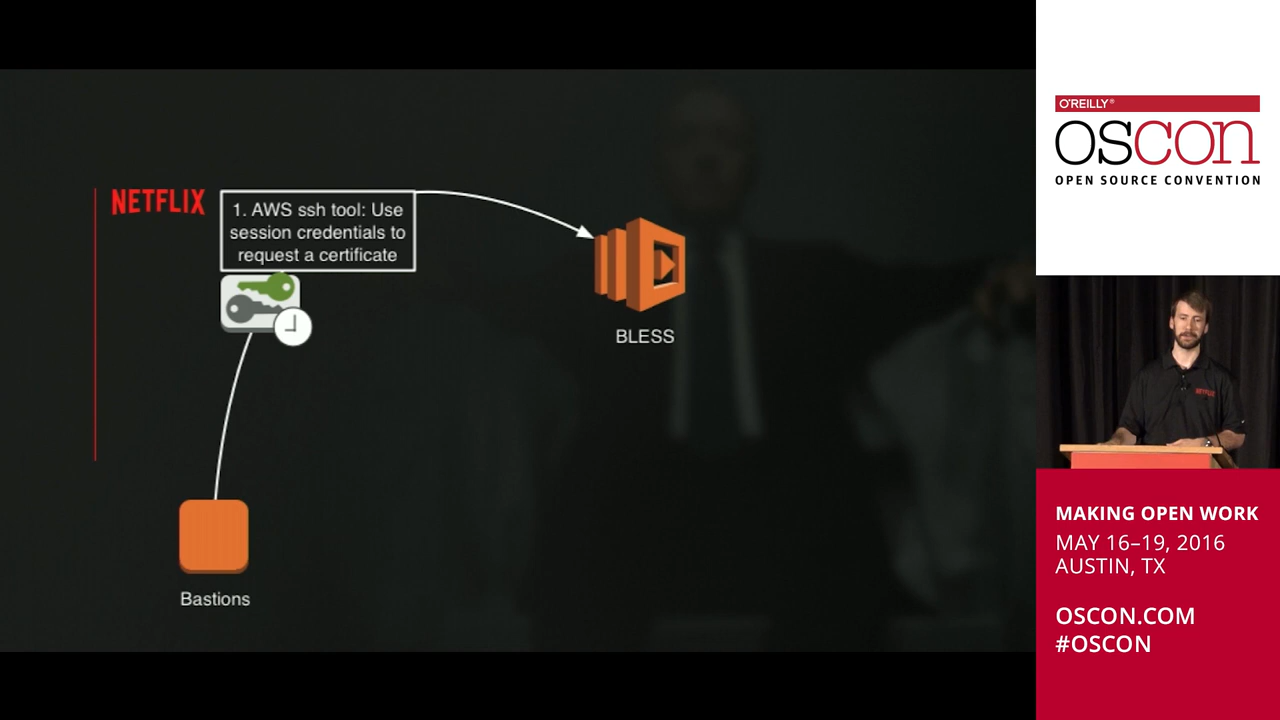 NETFLIX
1. AWS ssh tool: Use
session credentials to
request a certificate
BLESS
Bastions
O'REILLY®
OSCON
OPEN SOURCE CONVENTION
NETFLIX
MAKING OPEN WORK
MAY 16–19, 2016
AUSTIN, TX
OSCON.COM
#OSCON